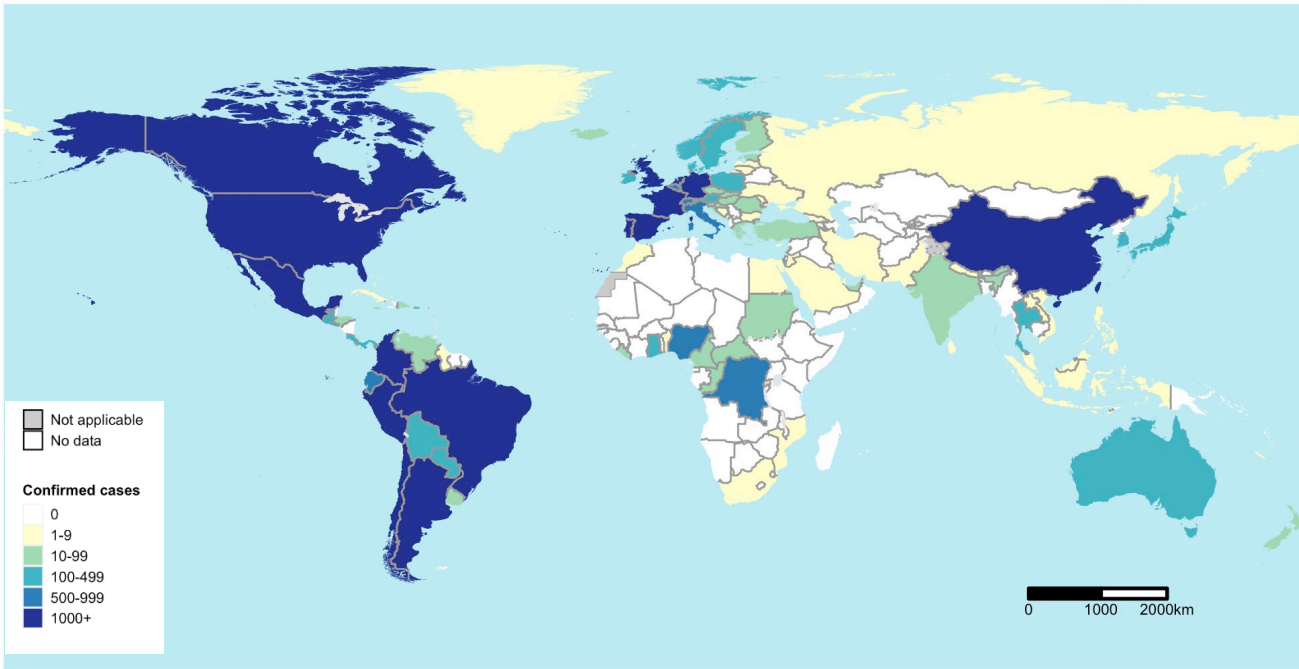 Not applicable
No data
Confirmed cases
0
1-9
10-99
100-499
500-999
1000+
0 1000 2000km